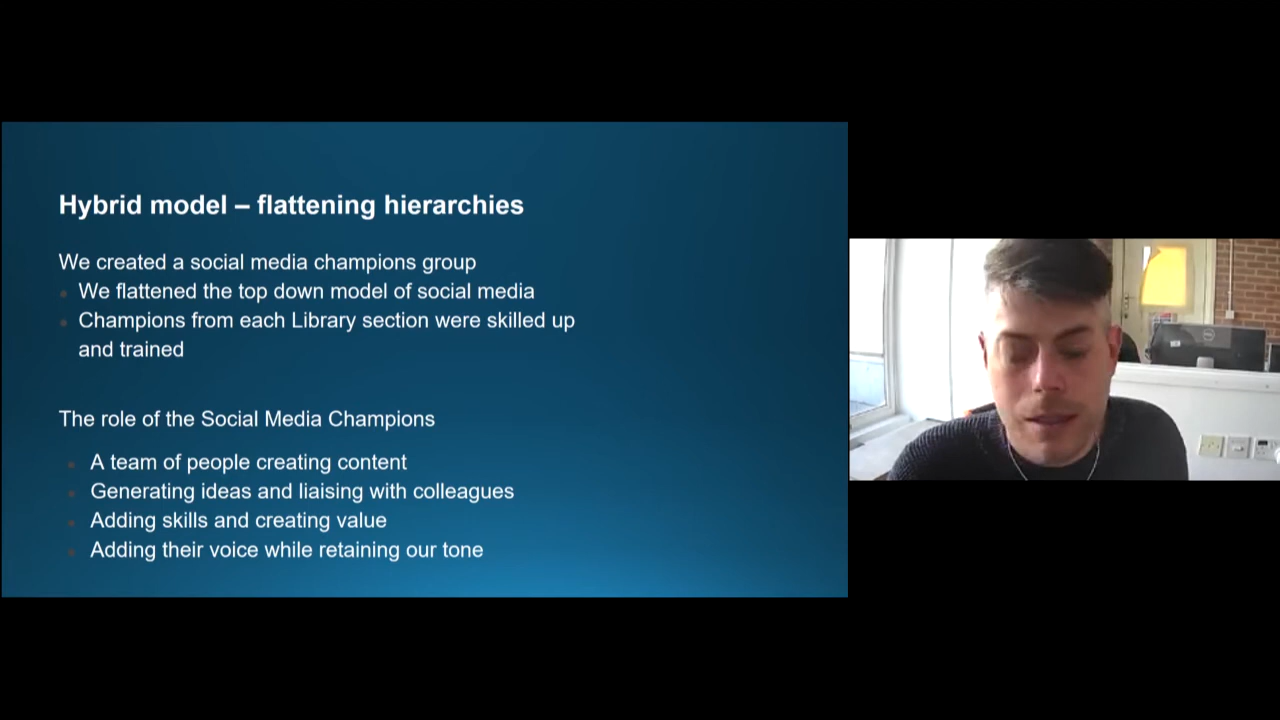 Hybrid model – flattening hierarchies
We created a social media champions group
We flattened the top down model of social media
Champions from each Library section were skilled up
and trained
The role of the Social Media Champions
A team of people creating content
Generating ideas and liaising with colleagues
Adding skills and creating value
Adding their voice while retaining our tone